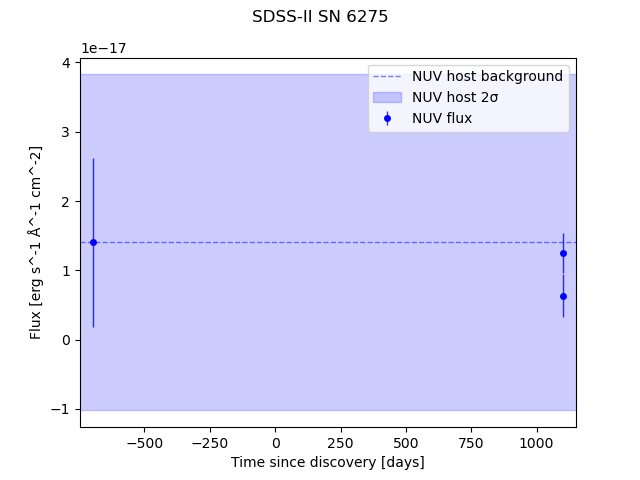 SDSS-II SN 6275
1e−17
NUV host background
NUV host 2σ
NUV flux
4
3
2
1
0
−1
Flux [erg s^-1 Å^-1 cm^-2]
−500 −250 0 250 500 750 1000
Time since discovery [days]